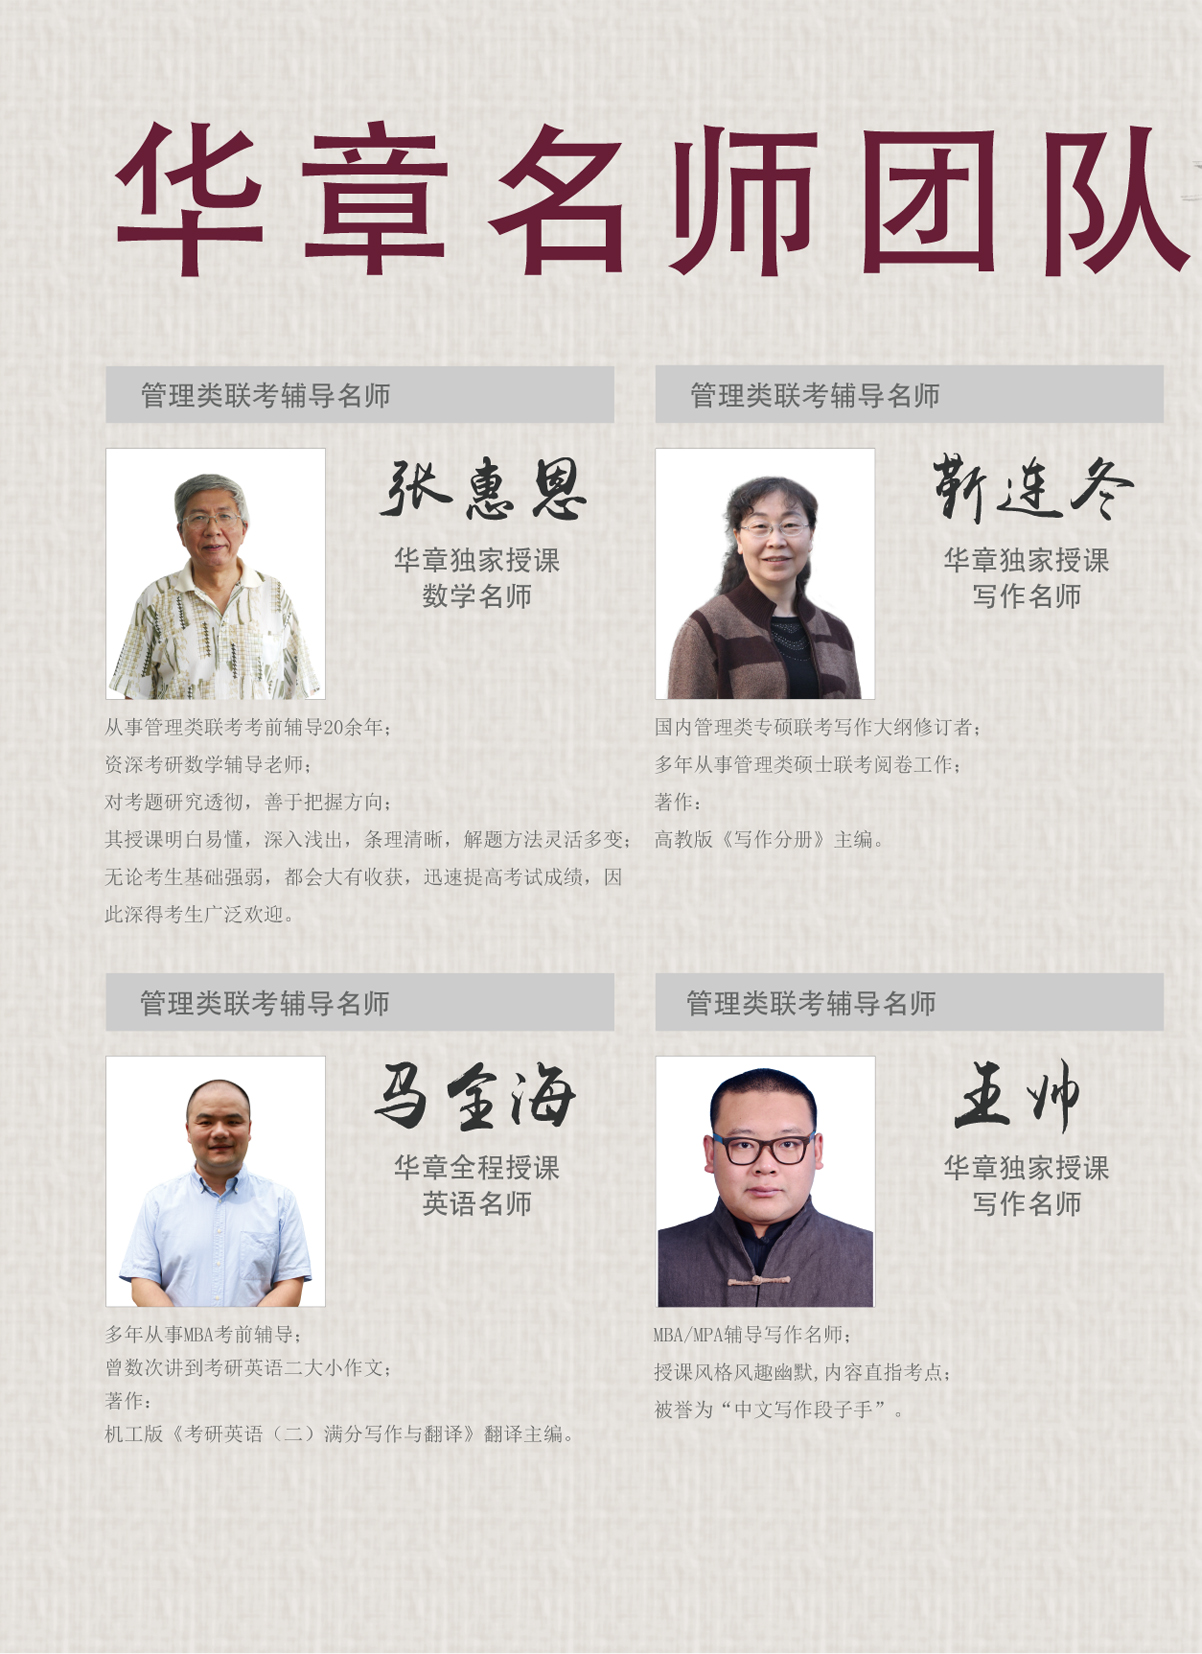 华章名师团队
管理类联考辅导名师
张惠恩
华章独家授课
数学名师
从事管理类联考考前辅导20余年；
资深考研数学辅导老师；
对考题研究透彻，善于把握方向；
其授课明白易懂，深入浅出，条理清晰，解题方法灵活多变；
无论考生基础强弱，都会大有收获，迅速提高考试成绩，因
此深得考生广泛欢迎。
管理类联考辅导名师
靳连冬
华章独家授课
写作名师
国内管理类专硕联考写作大纲修订者；
多年从事管理类硕士联考阅卷工作；
著作：
高教版《写作分册》主编。
管理类联考辅导名师
马全海
华章全程授课
英语名师
多年从事MBA考前辅导；
曾数次讲到考研英语二大小作文；
著作：
机工版《考研英语（二）满分写作与翻译》翻译主编。
管理类联考辅导名师
王帅
华章独家授课
写作名师
MBA/MPA辅导写作名师；
授课风格风趣幽默,内容直指考点；
被誉为“中文写作段子手”。